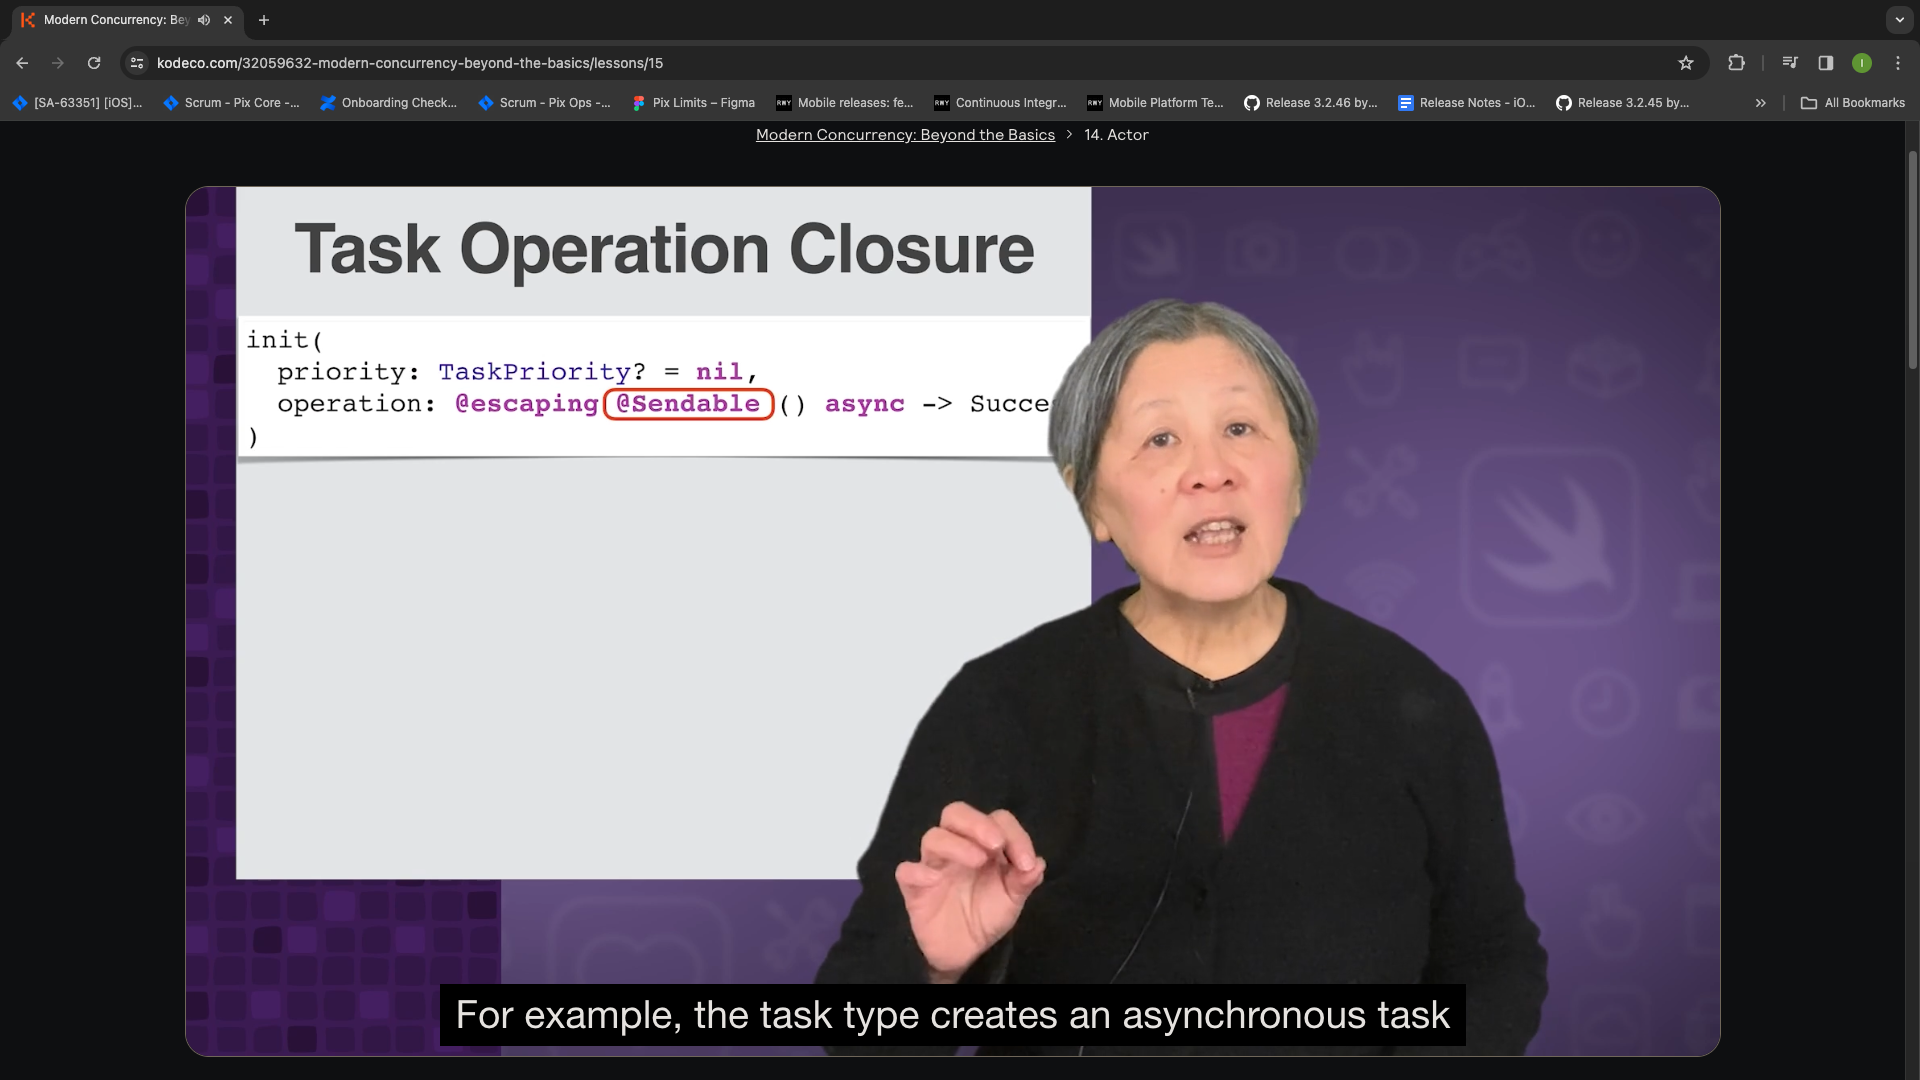 Modern Concurrency: Bey
kodeco.com/32059632-modern-concurrency-beyond-the-basics/lessons/15
I
[SA-63351] [iOS]...
Scrum - Pix Core -...
Onboarding Check...
Scrum - Pix Ops -...
Pix Limits – Figma
RWY
Mobile releases: fe...
RWY
Continuous Integr...
RWY
Mobile Platform Te...
Release 3.2.46 by...
Release Notes - iO...
Release 3.2.45 by...
All Bookmarks
Modern Concurrency: Beyond the Basics > 14. Actor
Task Operation Closure
init(
priority: TaskPriority? = nil,
operation: @escaping @Sendable () async -> Succe
)
For example, the task type creates an asynchronous task